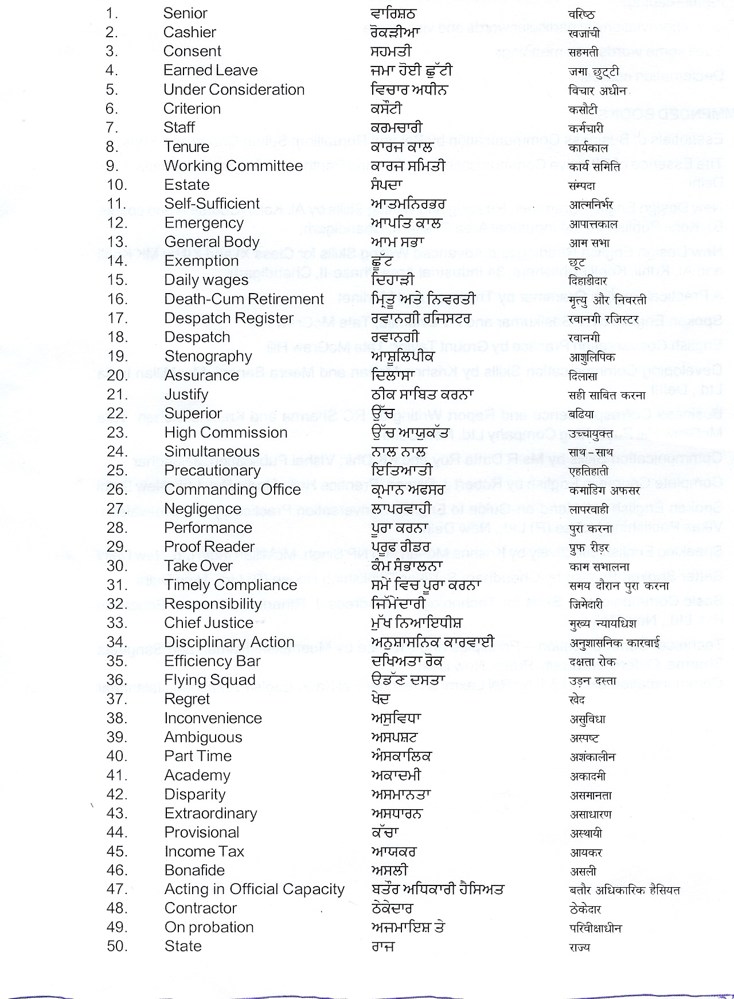 1. Senior ਵਾਰਿਸ਼ਠ वरिष्ठ
2. Cashier ਰੋਕੜੀਆ खजांची
3. Consent ਸਹਮਤੀ सहमती
4. Earned Leave ਜਮਾ ਹੋਈ ਛੁੱਟੀ जमा छुट्टी
5. Under Consideration ਵਿਚਾਰ ਅਧੀਨ विचार अधीन
6. Criterion ਕਸੌਟੀ कसौटी
7. Staff ਕਰਮਚਾਰੀ कर्मचारी
8. Tenure ਕਾਰਜ ਕਾਲ कार्यकाल
9. Working Committee ਕਾਰਜ ਸਮਿਤੀ कार्य समिति
10. Estate ਸੰਪਦਾ संम्पदा
11. Self-Sufficient ਆਤਮਨਿਰਭਰ आत्मनिर्भर
12. Emergency ਆਪਤਿ ਕਾਲ आपात्तकाल
13. General Body ਆਮ ਸਭਾ आम सभा
14. Exemption ਛੂੱਟ छूट
15. Daily wages ਦਿਹਾੜੀ दिहाडीदार
16. Death-Cum Retirement ਮ੍ਰਿਤੂ ਅਤੇ ਨਿਵਰਤੀ मृत्यु और निवरती
17. Despatch Register ਰਵਾਨਗੀ ਰਜਿਸਟਰ रवानगी रजिस्टर
18. Despatch ਰਵਾਨਗੀ रवानगी
19. Stenography ਆਸ਼ੂਲਿਪੀਕ आशुलिपिक
20. Assurance ਦਿਲਾਸਾ दिलासा
21. Justify ਠੀਕ ਸਾਬਿਤ ਕਰਨਾ सही साबित करना
22. Superior ਉੱਚ बढिया
23. High Commission ਉੱਚ ਆਯੁਕੱਤ उच्चायुक्त
24. Simultaneous ਨਾਲ ਨਾਲ साथ-साथ
25. Precautionary ਇਤਿਆਤੀ एहतिहाती
26. Commanding Office ਕ੍ਮਾਨ ਅਫਸਰ कमांडिग अफसर
27. Negligence ਲਾਪਰਵਾਹੀ लापरवाही
28. Performance ਪੂਰਾ ਕਰਨਾ पुरा करना
29. Proof Reader ਪਰੂਫ ਰੀਡਰ प्रुफ रीड़र
30. Take Over ਕੰਮ ਸੰਭਾਲਨਾ काम संभालना
31. Timely Compliance ਸਮੇਂ ਵਿਚ ਪੂਰਾ ਕਰਨਾ समय दौरान पुरा करना
32. Responsibility ਜਿੰਮੇਂਦਾਰੀ जिमेदारी
33. Chief Justice ਮੁੱਖ ਨਿਆਇਧੀਸ਼ मुख्य न्यायधिश
34. Disciplinary Action ਅਨੁਸ਼ਾਸਨਿਕ ਕਾਰਵਾਈ अनुशासनिक कारवाई
35. Efficiency Bar ਦਖਿਅਤਾ ਰੋਕ दक्षता रोक
36. Flying Squad ਉਡੱਣ ਦਸਤਾ उड़न दस्ता
37. Regret ਖੇਦ खेद
38. Inconvenience ਅਸੁਵਿਧਾ असुविधा
39. Ambiguous ਅਸਪਸ਼ਟ अस्पष्ट
40. Part Time ਅੰਸਕਾਲਿਕ अशंकालीन
41. Academy ਅਕਾਦਮੀ अकादमी
42. Disparity ਅਸਮਾਨਤਾ असमानता
43. Extraordinary ਅਸਧਾਰਨ असाधारण
44. Provisional ਕੱਚਾ अस्थायी
45. Income Tax ਆਯਕਰ आयकर
46. Bonafide ਅਸਲੀ असली
47. Acting in Official Capacity ਬਤੌਰ ਅਧਿਕਾਰੀ ਹੈਸਿਅਤ बतौर अधिकारिक हैसियत
48. Contractor ਠੇਕੇਦਾਰ ठेकेदार
49. On probation ਅਜਮਾਇਸ਼ ਤੇ परिवीक्षाधीन
50. State ਰਾਜ राज्य